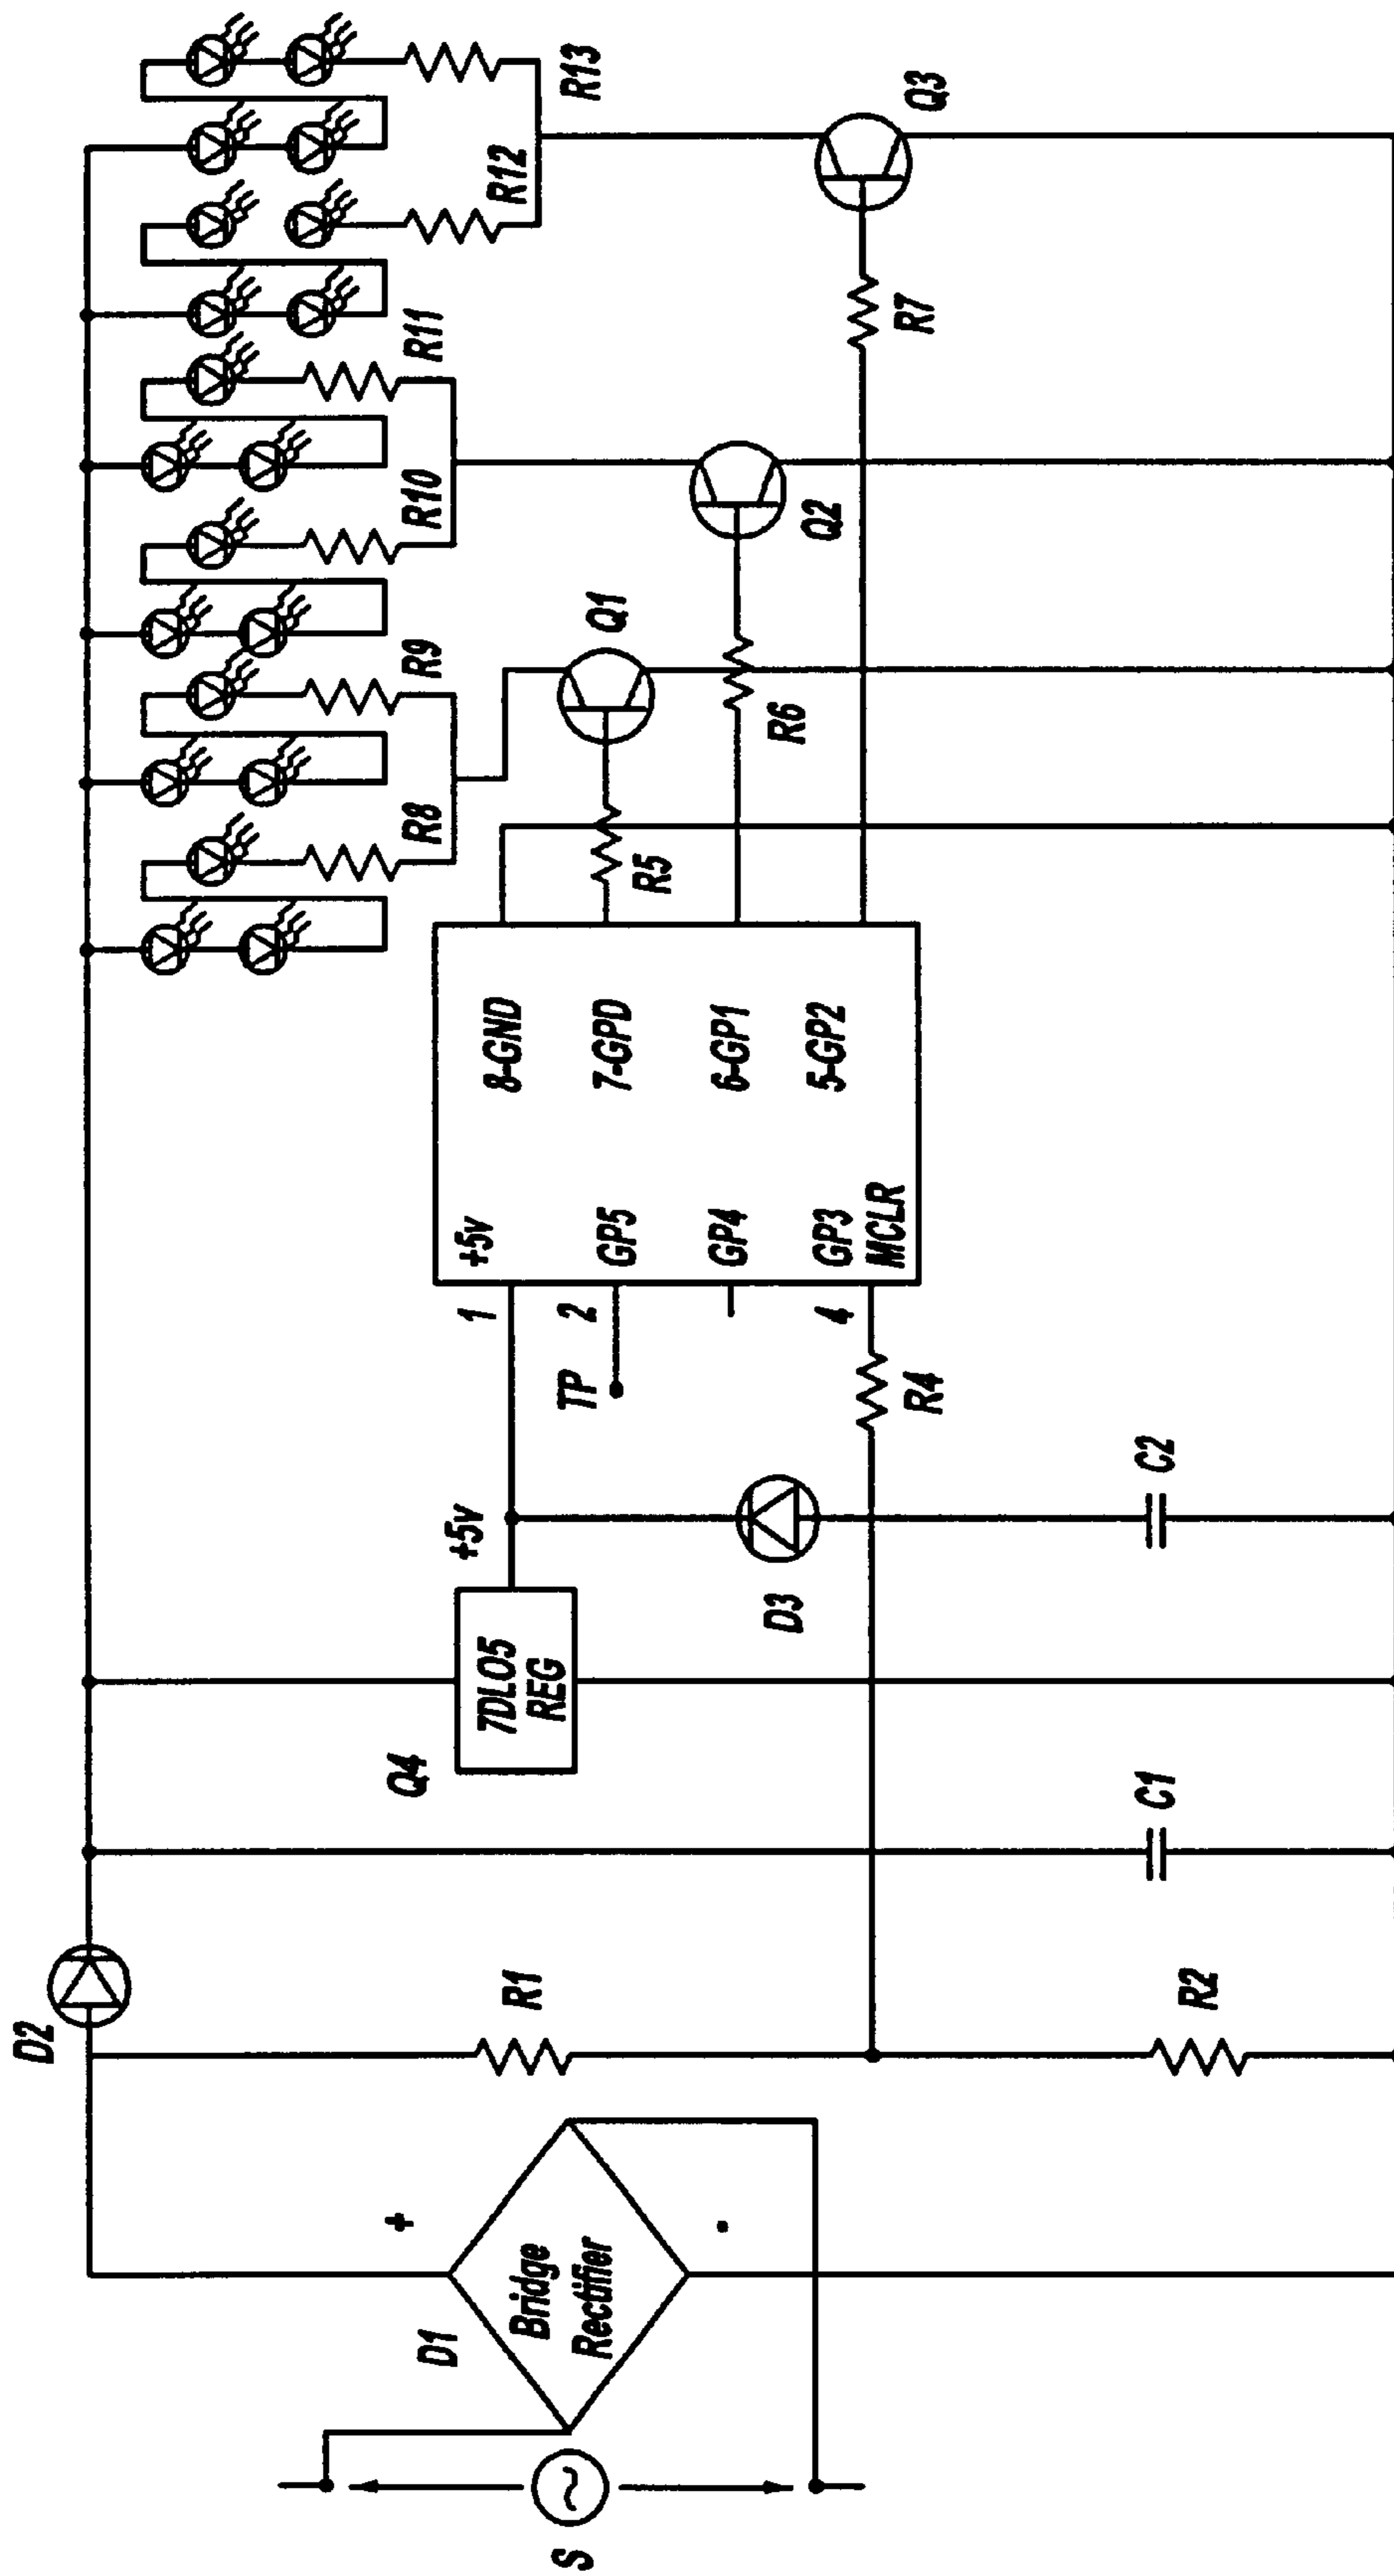 S
D1
+
Bridge
Rectifier
-
D2
R1
R2
C1
Q4
7DL05
REG
+5v
D3
C2
TP
R4
1
2
4
+5v
GP5
GP4
GP3
MCLR
8-GND
7-GPD
6-GP1
5-GP2
R5
R6
R7
Q1
Q2
Q3
R8
R9
R10
R11
R12
R13